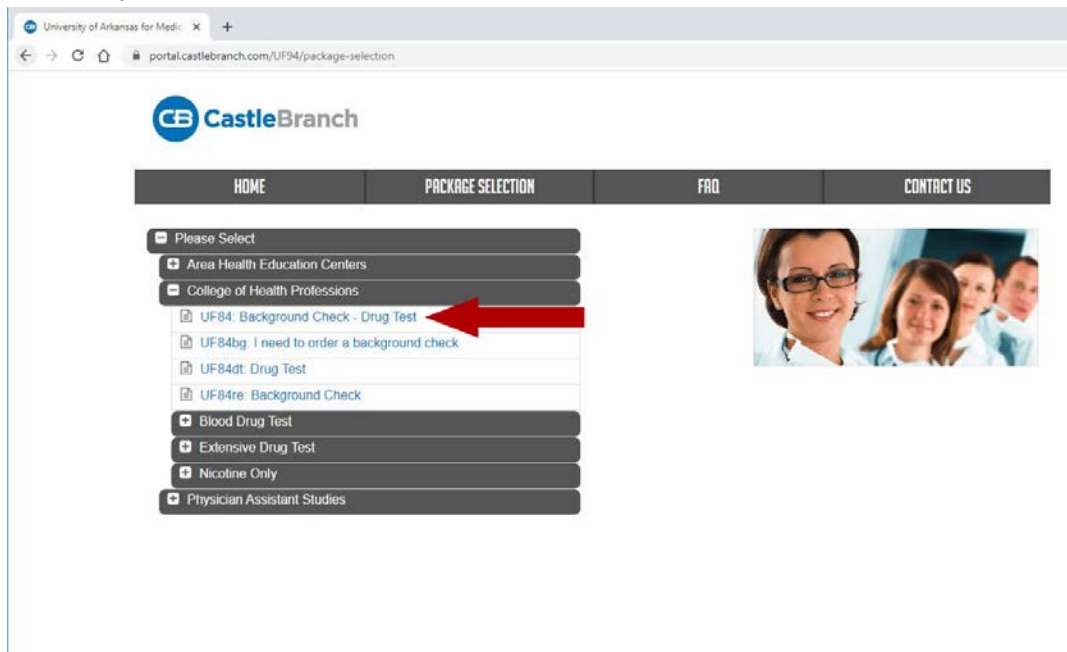 University of Arkansas for Medic
portal.castlebranch.com/UF94/package-selection
CB CastleBranch
HOME PACKAGE SELECTION FAQ CONTACT US
Please Select
Area Health Education Centers
College of Health Professions
UF84: Background Check - Drug Test
UF84bg: I need to order a background check
UF84dt: Drug Test
UF84re: Background Check
Blood Drug Test
Extensive Drug Test
Nicotine Only
Physician Assistant Studies